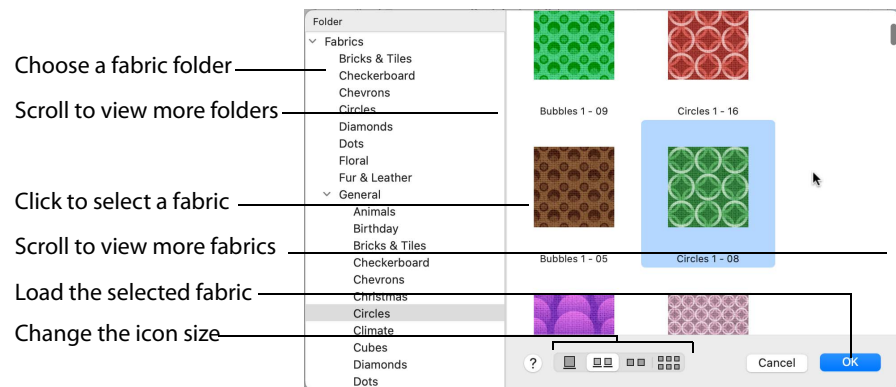 Choose a fabric folder
Scroll to view more folders
Click to select a fabric
Scroll to view more fabrics
Load the selected fabric
Change the icon size
Folder
Fabrics
Bricks & Tiles
Checkerboard
Chevrons
Circles
Diamonds
Dots
Floral
Fur & Leather
General
Animals
Birthday
Bricks & Tiles
Checkerboard
Chevrons
Christmas
Circles
Climate
Cubes
Diamonds
Dots
Bubbles 1 - 09
Circles 1 - 16
Bubbles 1 - 05
Circles 1 - 08
?
Cancel
OK